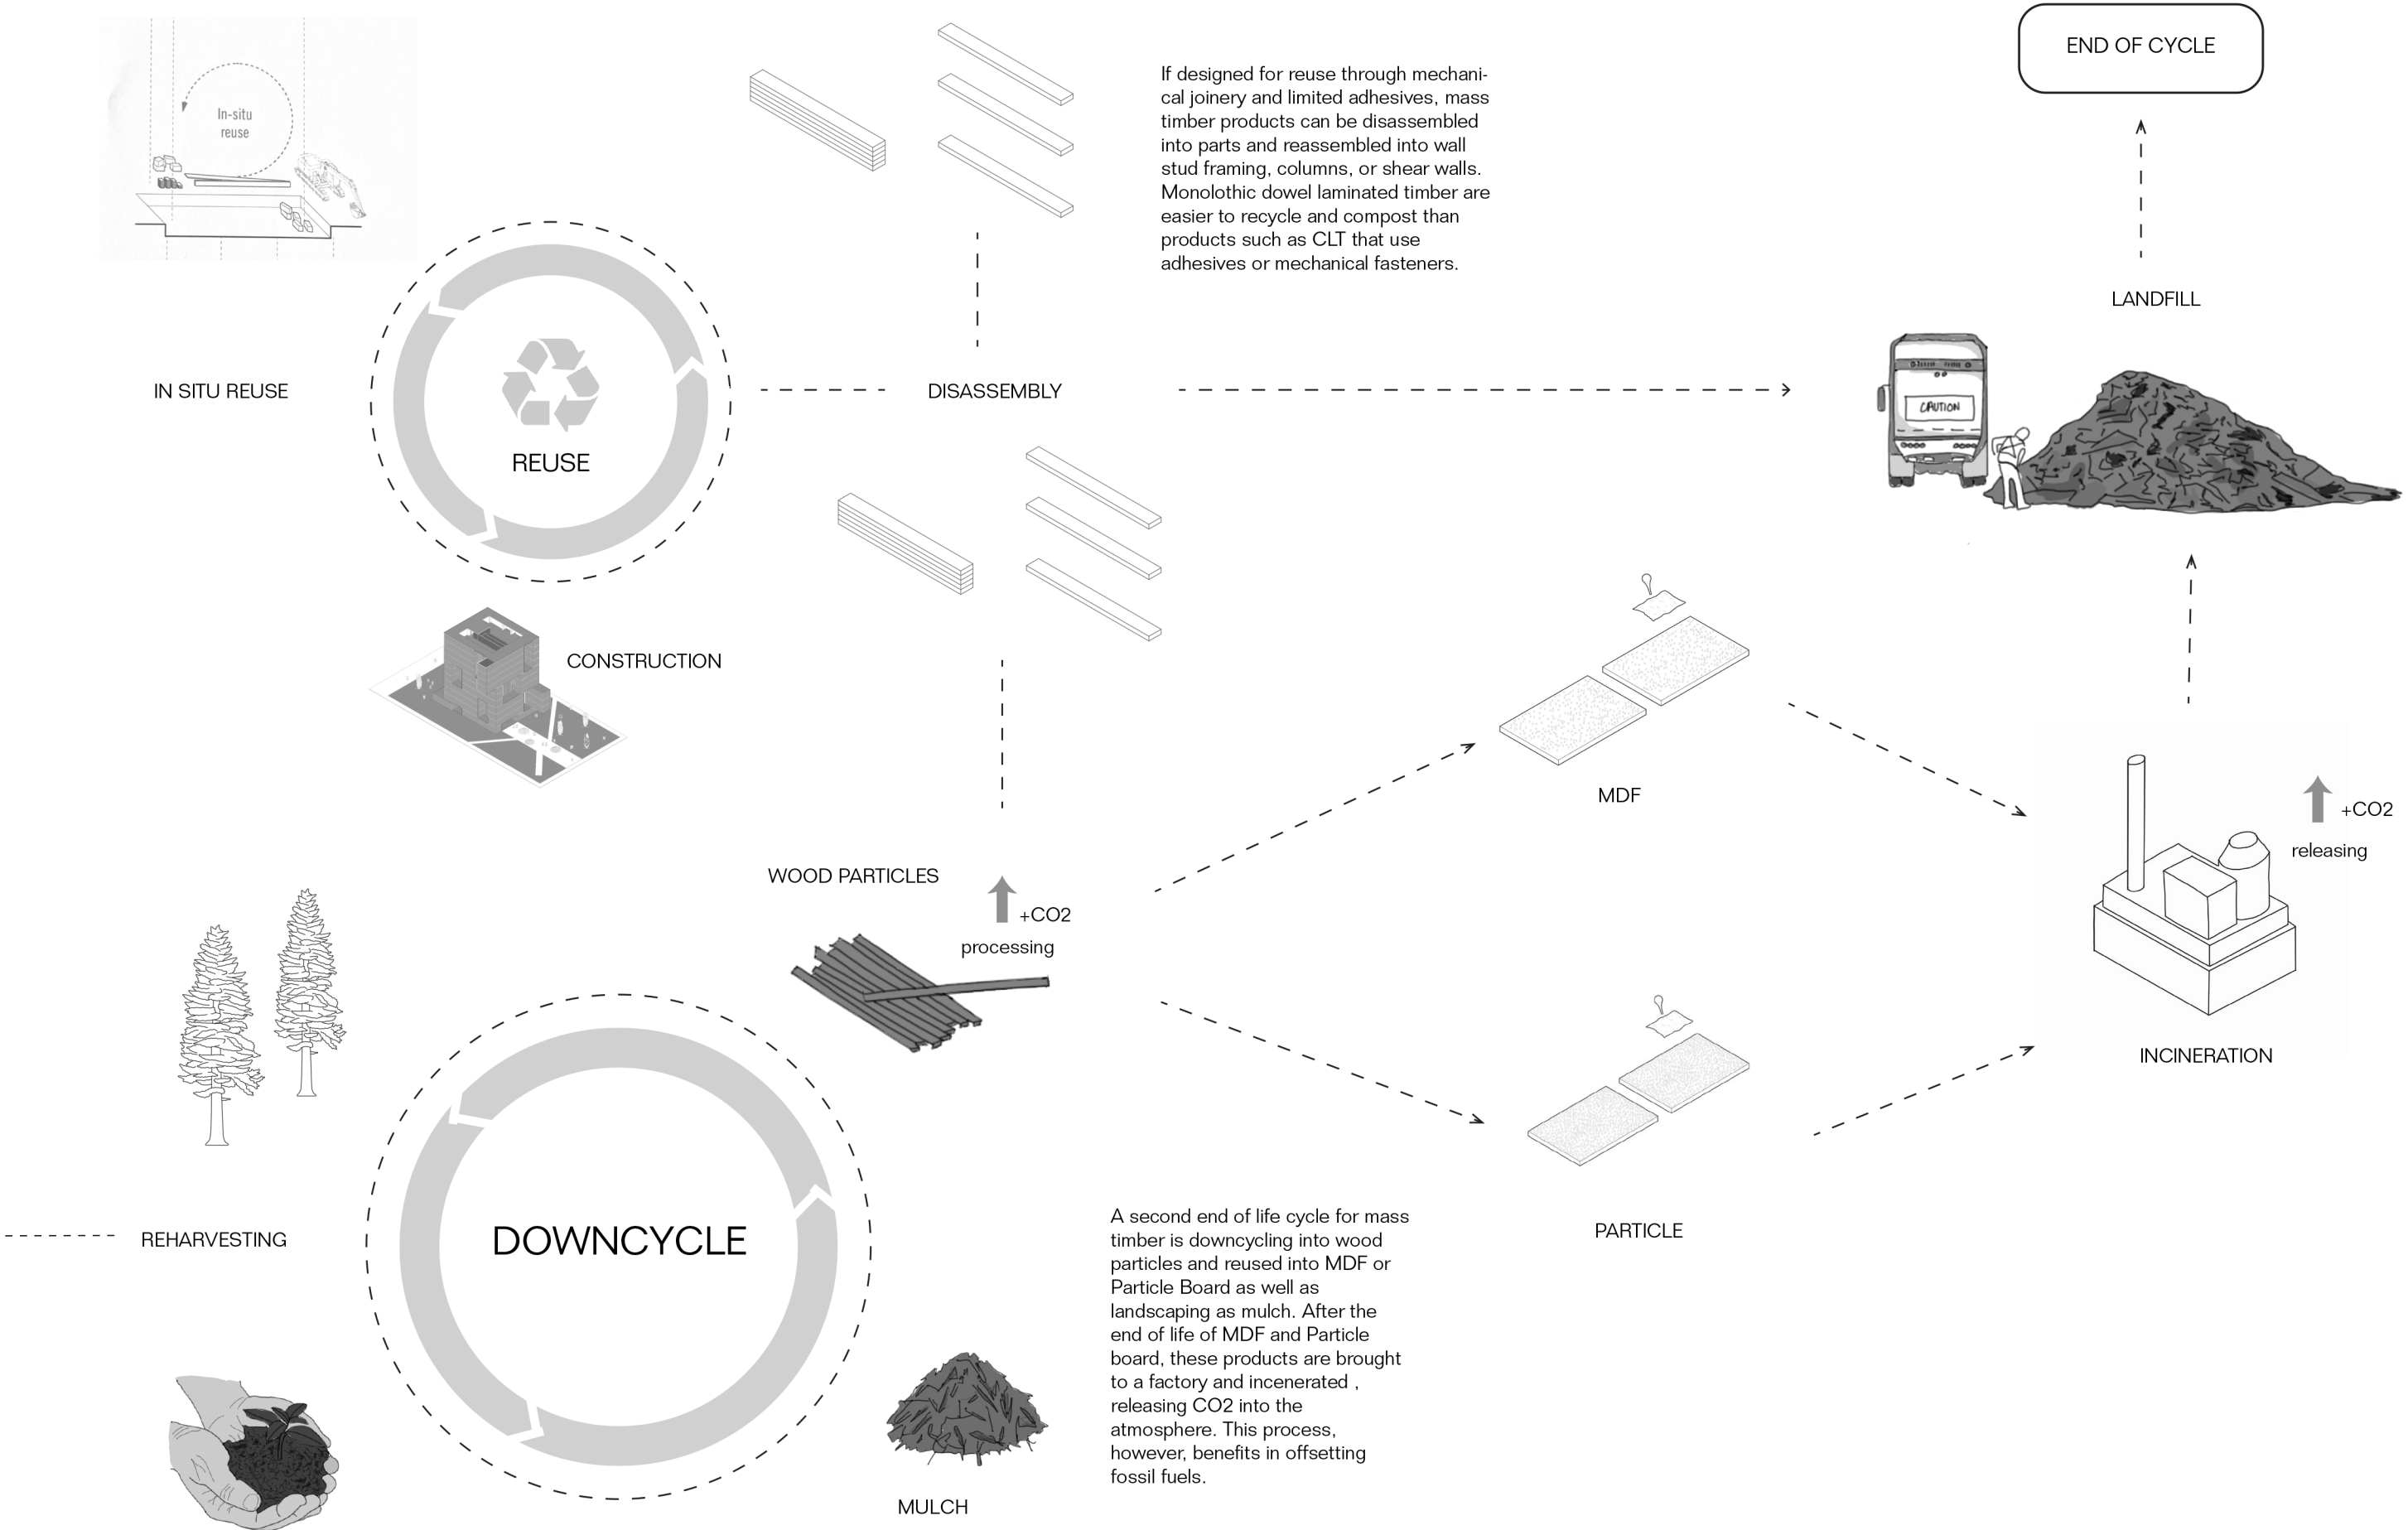 In-situ
reuse
If designed for reuse through mechani-
cal joinery and limited adhesives, mass
timber products can be disassembled
into parts and reassembled into wall
stud framing, columns, or shear walls.
Monolothic dowel laminated timber are
easier to recycle and compost than
products such as CLT that use
adhesives or mechanical fasteners.
END OF CYCLE
LANDFILL
IN SITU REUSE
REUSE
DISASSEMBLY
CAUTION
CONSTRUCTION
MDF
+CO2
releasing
WOOD PARTICLES
+CO2
processing
INCINERATION
REHARVESTING
DOWNCYCLE
PARTICLE
A second end of life cycle for mass
timber is downcycling into wood
particles and reused into MDF or
Particle Board as well as
landscaping as mulch. After the
end of life of MDF and Particle
board, these products are brought
to a factory and incenerated ,
releasing CO2 into the
atmosphere. This process,
however, benefits in offsetting
fossil fuels.
MULCH